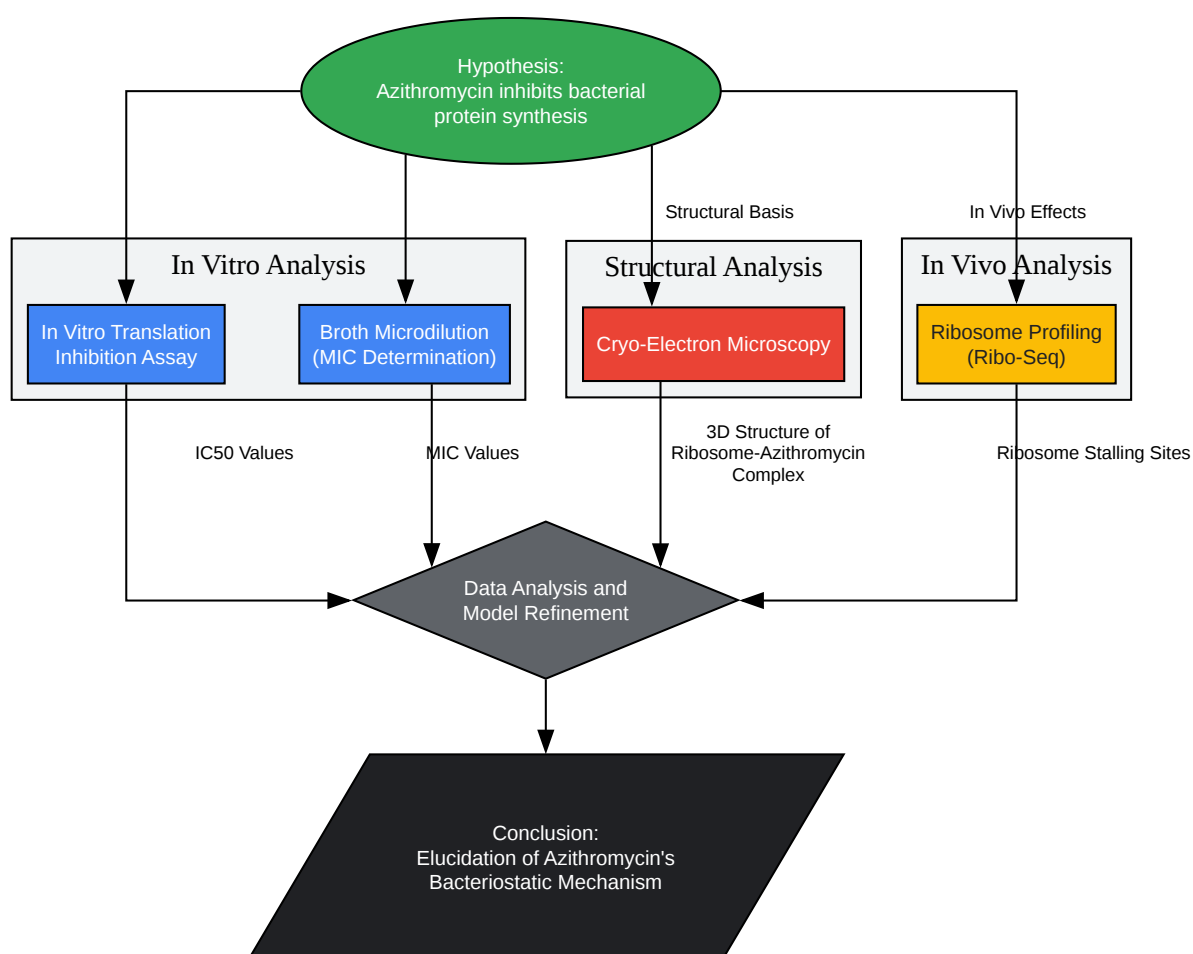 Hypothesis:
Azithromycin inhibits bacterial
protein synthesis
Structural Basis
In Vivo Effects
In Vitro Analysis
Structural Analysis
In Vivo Analysis
In Vitro Translation
Inhibition Assay
Broth Microdilution
(MIC Determination)
Cryo-Electron Microscopy
Ribosome Profiling
(Ribo-Seq)
IC50 Values
MIC Values
3D Structure of
Ribosome-Azithromycin
Complex
Ribosome Stalling Sites
Data Analysis and
Model Refinement
Conclusion:
Elucidation of Azithromycin's
Bacteriostatic Mechanism